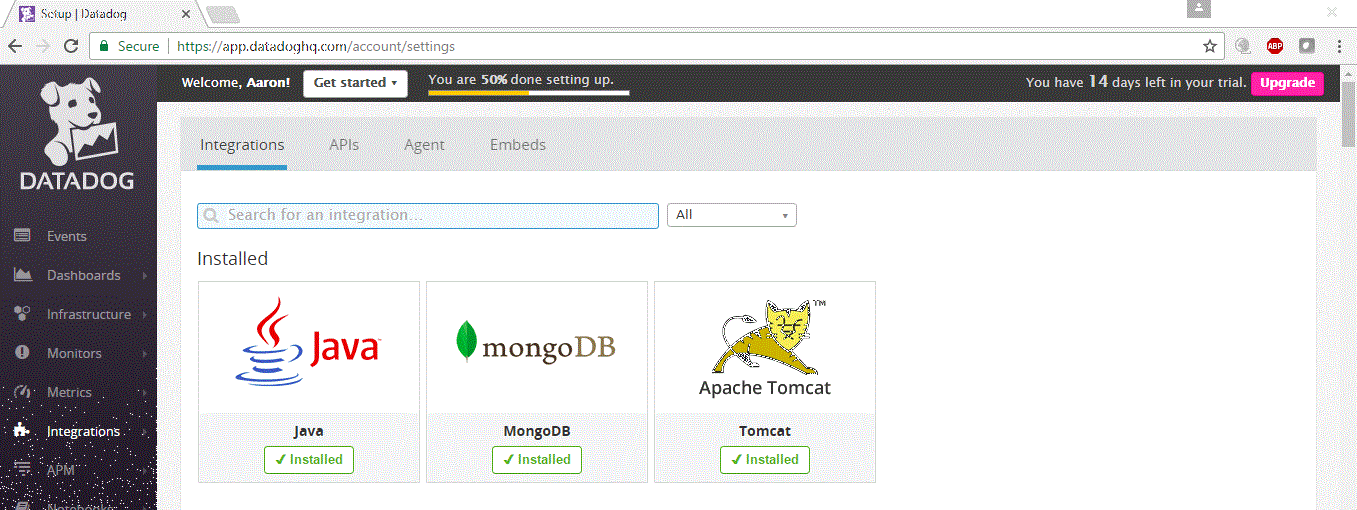 Setup | Datadog
Secure | https://app.datadoghq.com/account/settings
ABP
Welcome, Aaron! Get started You are 50% done setting up. You have 14 days left in your trial. Upgrade
DATADOG
Integrations APIs Agent Embeds
Search for an integration... All
Installed
Events
Dashboards
Infrastructure
Monitors
Metrics
Integrations
APM
Notebooks
Java™
mongoDB
TM
Apache Tomcat
Java MongoDB Tomcat
✓ Installed ✓ Installed ✓ Installed